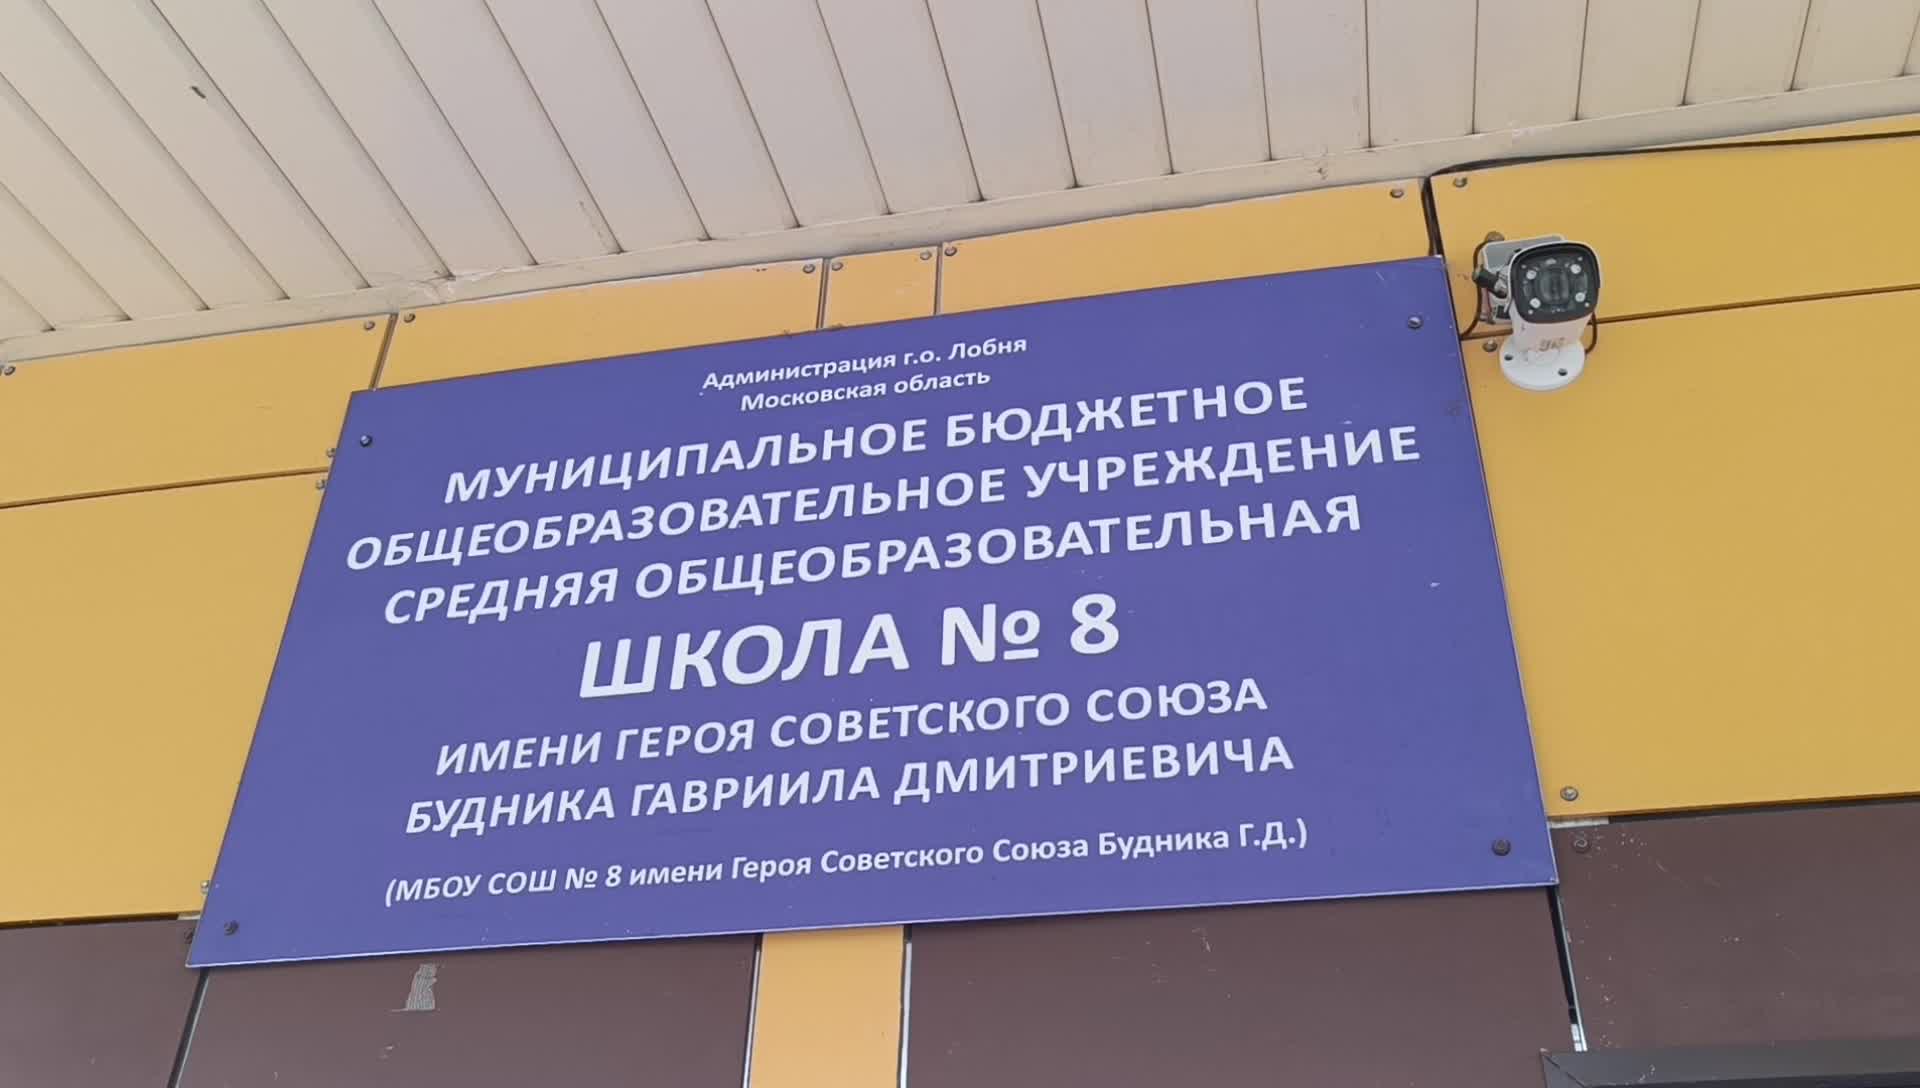 Администрация г.о. Лобня
Московская область
МУНИЦИПАЛЬНОЕ БЮДЖЕТНОЕ
ОБЩЕОБРАЗОВАТЕЛЬНОЕ УЧРЕЖДЕНИЕ
СРЕДНЯЯ ОБЩЕОБРАЗОВАТЕЛЬНАЯ
ШКОЛА № 8
ИМЕНИ ГЕРОЯ СОВЕТСКОГО СОЮЗА
БУДНИКА ГАВРИИЛА ДМИТРИЕВИЧА
(МБОУ СОШ № 8 имени Героя Советского Союза Будника Г.Д.)